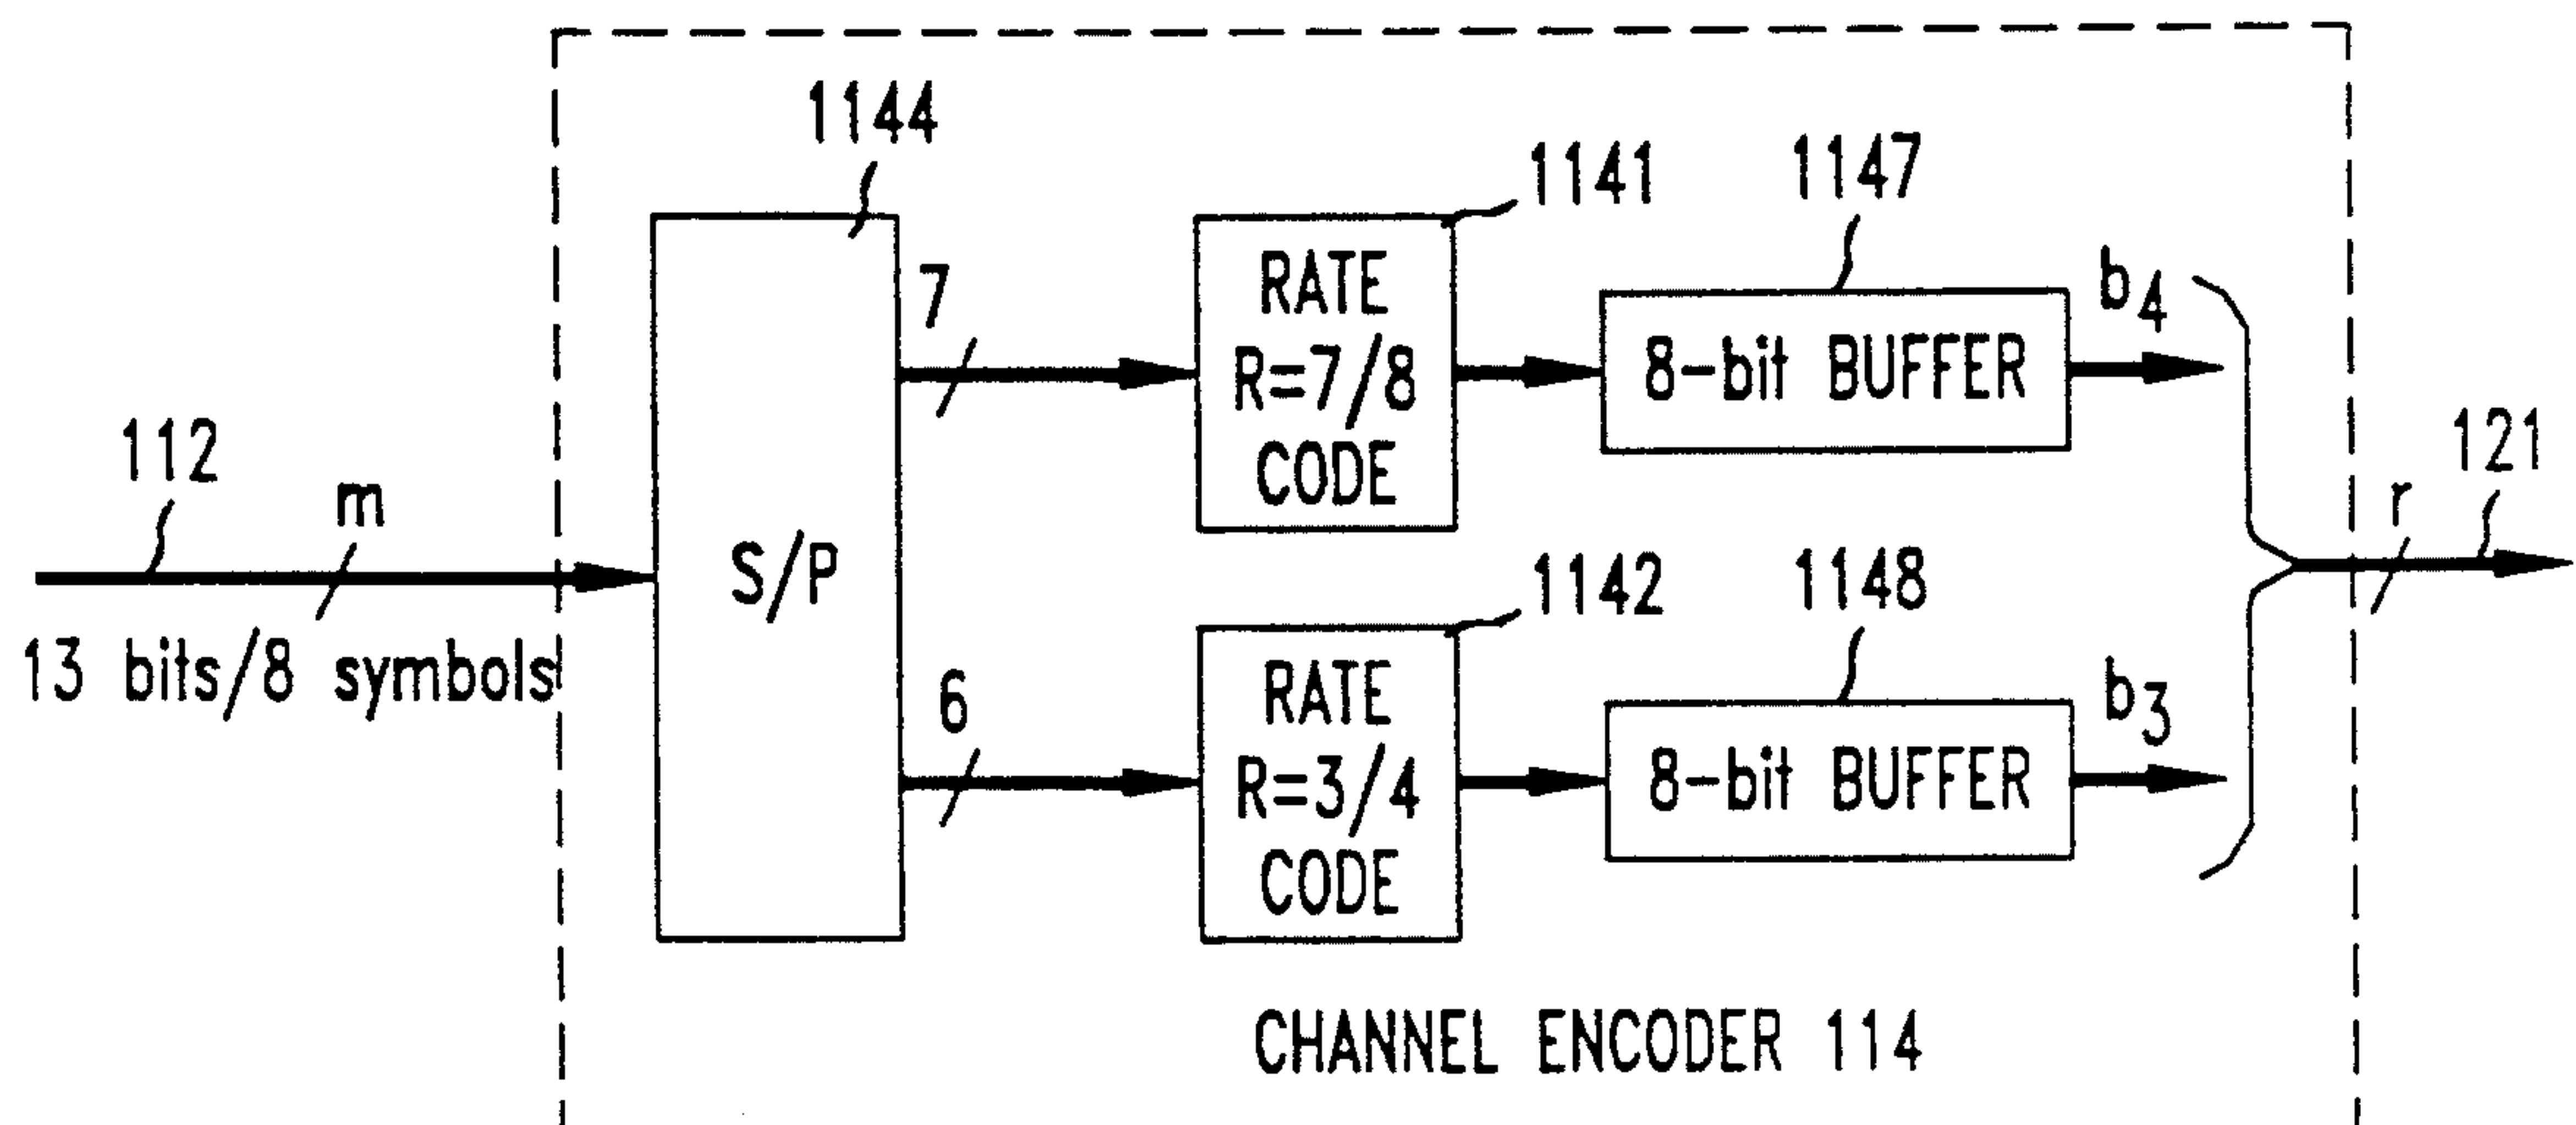 1144
1141
1147
7
RATE
R=7/8
CODE
8-bit BUFFER
b4
112
m
13 bits/8 symbols
S/P
r
121
1142
1148
6
RATE
R=3/4
CODE
8-bit BUFFER
b3
CHANNEL ENCODER 114